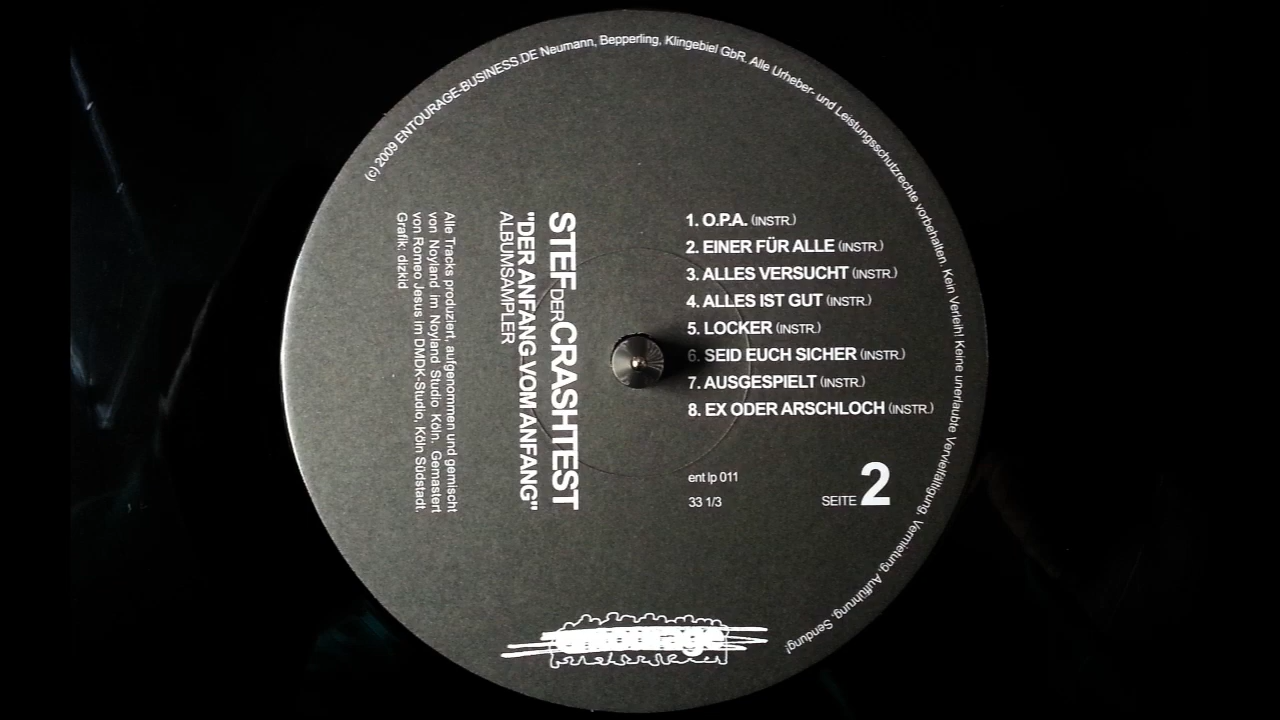 (c) 2009 ENTOURAGE-BUSINESS.DE Neumann, Bepperling, Klingebiel GbR. Alle Urheber- und Leistungsschutzrechte vorbehalten. Kein Verleih! Keine unerlaubte Vervielfältigung, Vermietung, Aufführung, Sendung!
1. O.P.A. (INSTR.)
2. EINER FÜR ALLE (INSTR.)
3. ALLES VERSUCHT (INSTR.)
4. ALLES IST GUT (INSTR.)
5. LOCKER (INSTR.)
6. SEID EUCH SICHER (INSTR.)
7. AUSGESPIELT (INSTR.)
8. EX ODER ARSCHLOCH (INSTR.)
ent lp 011
33 1/3
SEITE 2
STEF DER CRASHTEST
"DER ANFANG VOM ANFANG"
ALBUMSAMPLER
Alle Tracks produziert, aufgenommen und gemischt
von Noyland im Noyland Studio Köln. Gemastert
von Romeo Jesus im DMDK-Studio, Köln Südstadt.
Grafik: dizkid
entourage